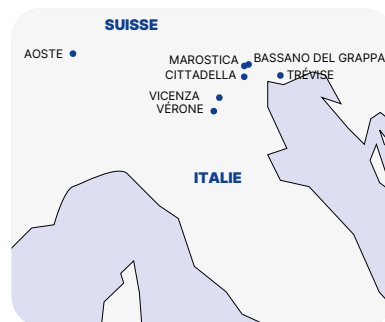 SUISSE
AOSTE
MAROSTICA
BASSANO DEL GRAPPA
CITTADELLA
TRÉVISE
VICENZA
VÉRONE
ITALIE